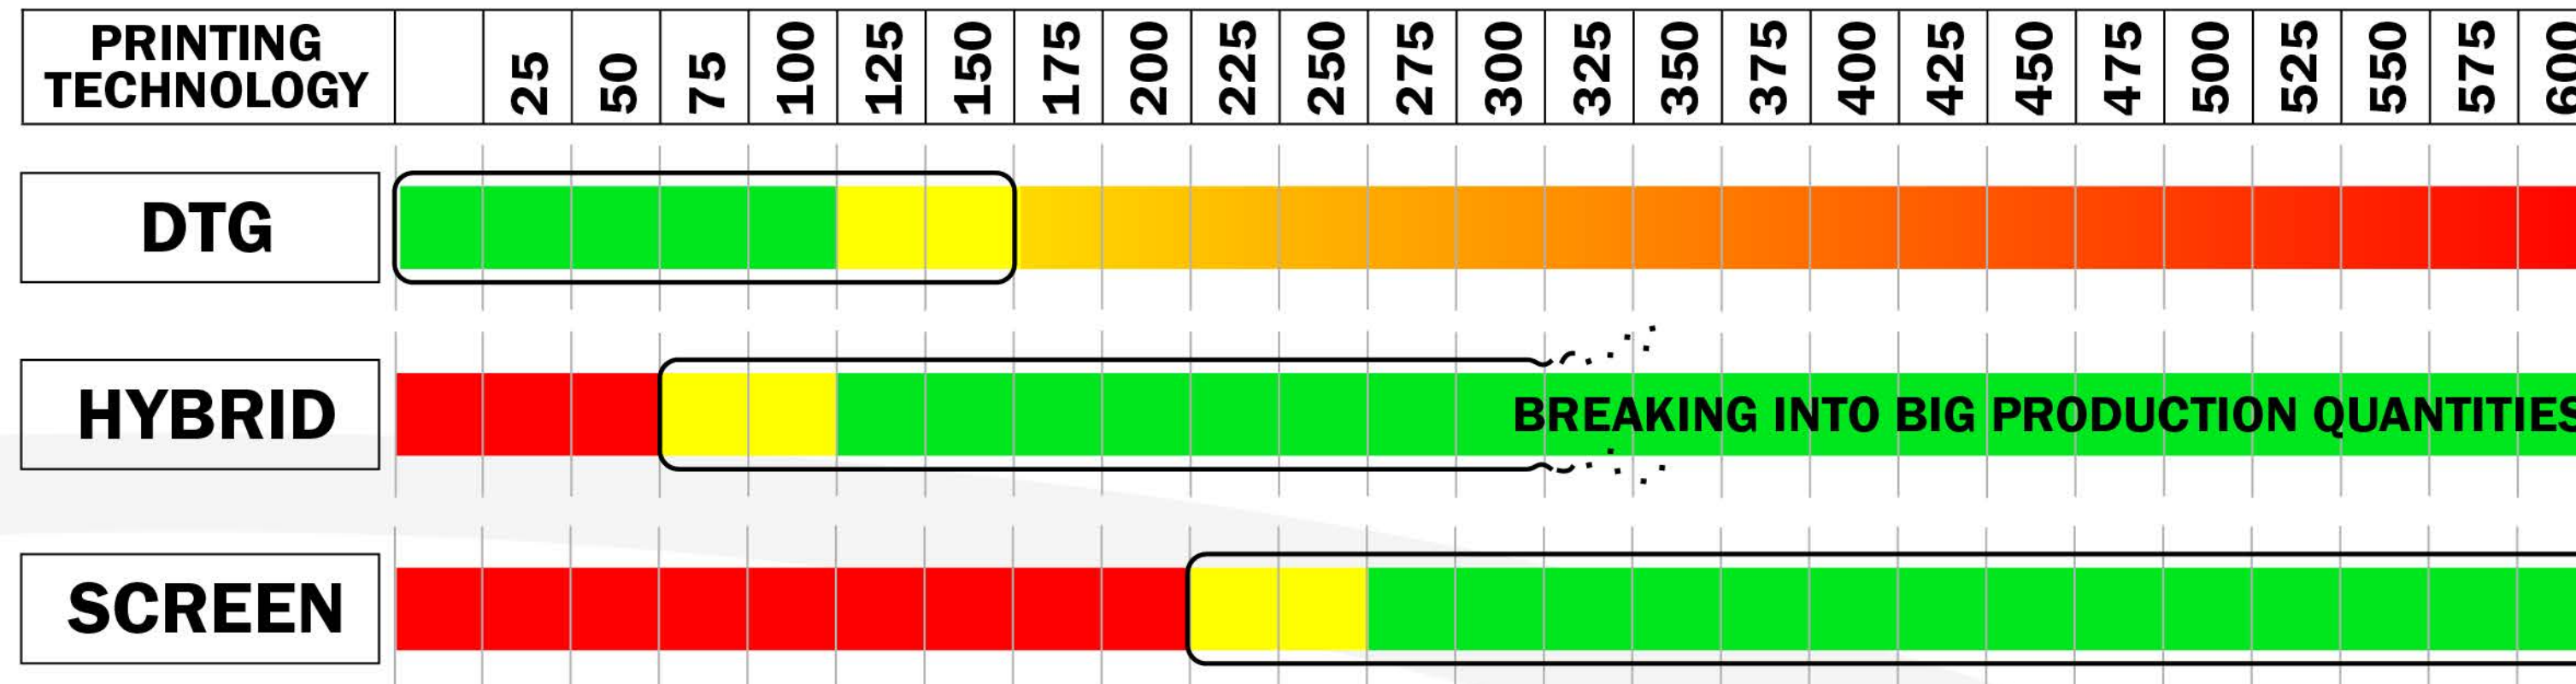 PRINTING
TECHNOLOGY
25 50 75 100 125 150 175 200 225 250 275 300 325 350 375 400 425 450 475 500 525 550 575 600
DTG
HYBRID
BREAKING INTO BIG PRODUCTION QUANTITIES
SCREEN